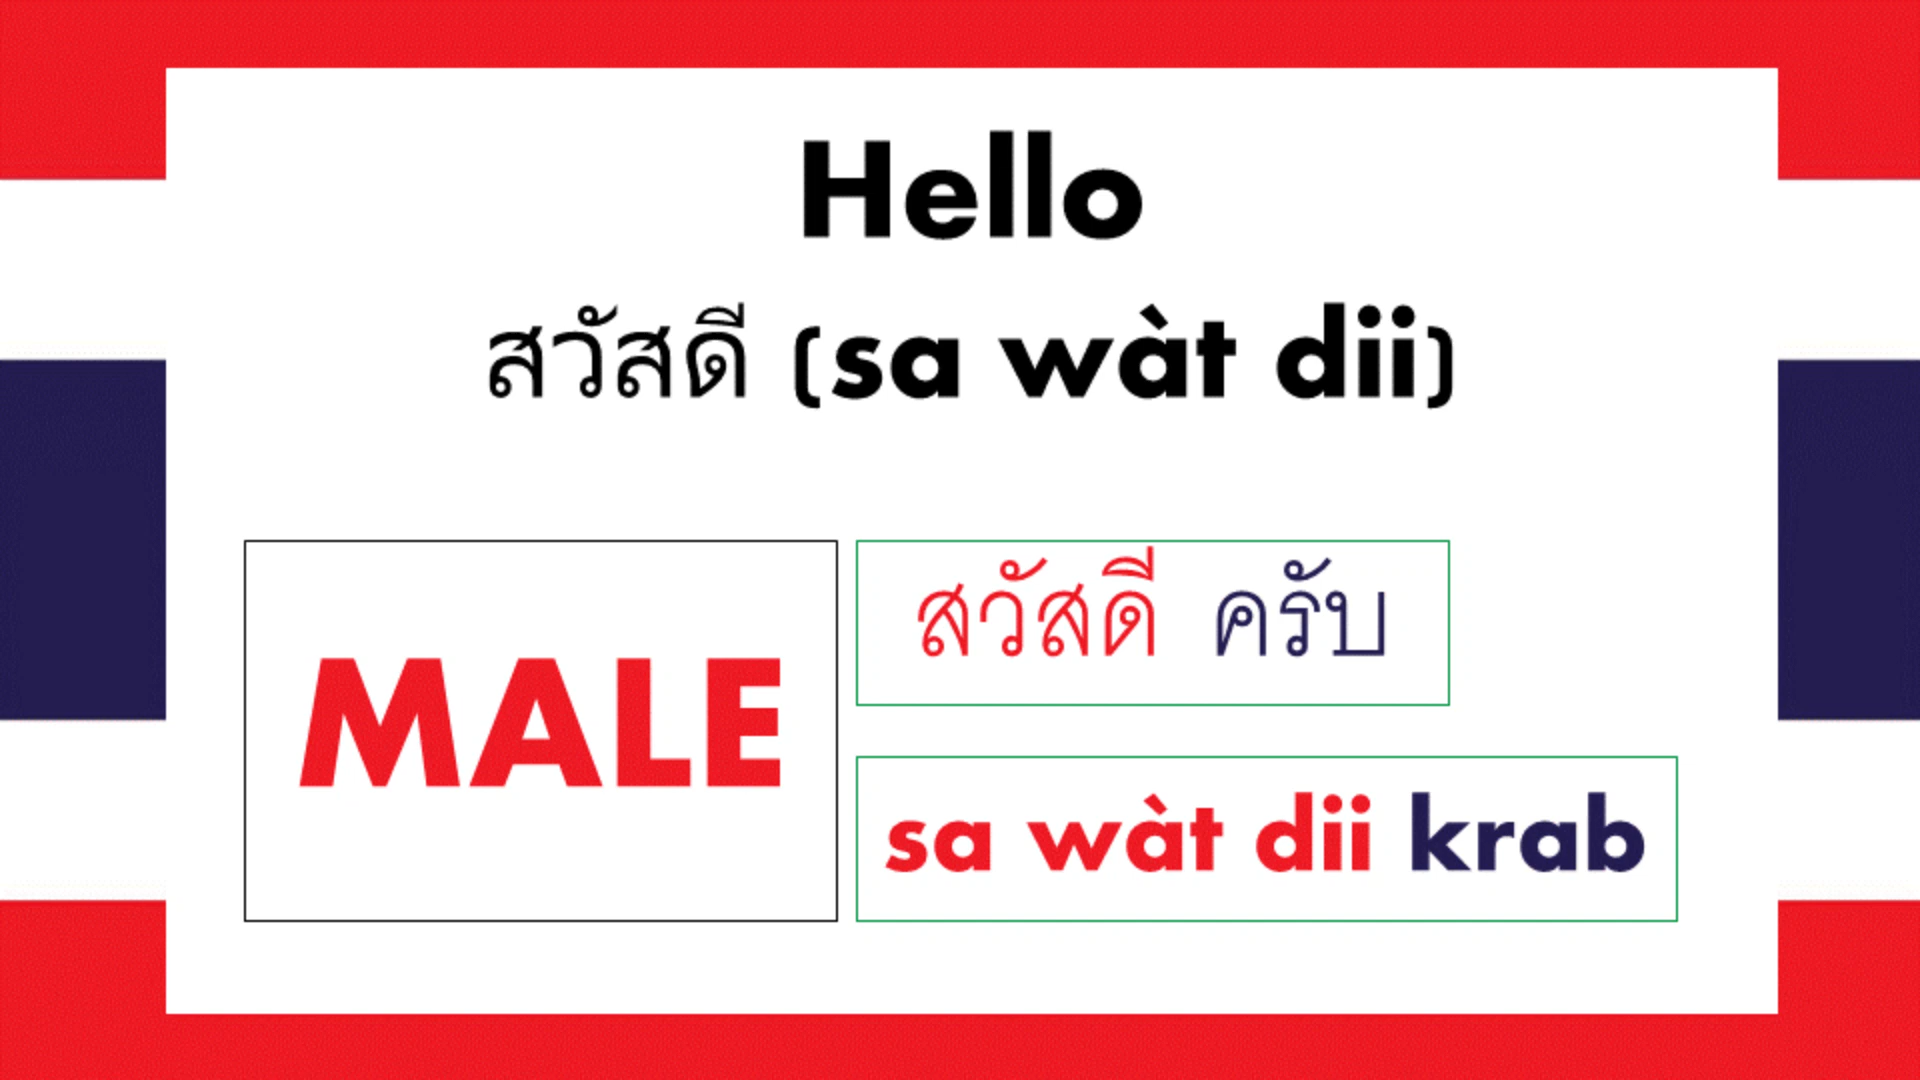 Hello
สวัสดี (sa wàt dii)
MALE
สวัสดี ครับ
sa wàt dii krab